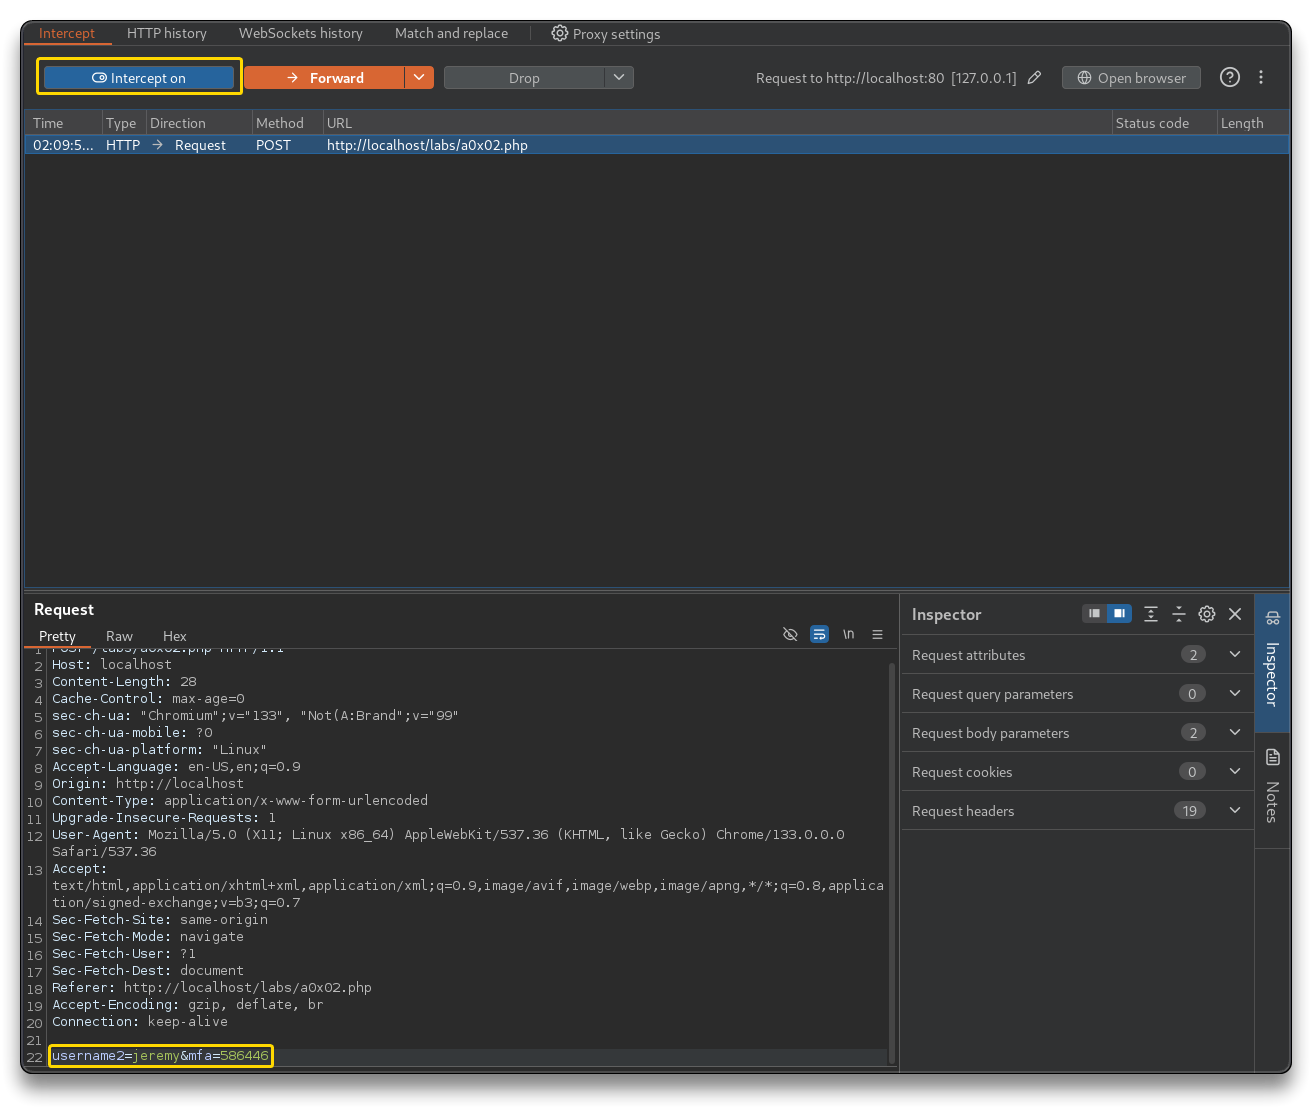 Intercept HTTP history WebSockets history Match and replace Proxy settings
Intercept on Forward Drop Request to http://localhost:80 [127.0.0.1] Open browser
Time Type Direction Method URL Status code Length
02:09:5... HTTP Request POST http://localhost/labs/a0x02.php
Request
Pretty Raw Hex \n
1 POST /labs/a0x02.php HTTP/1.1
2 Host: localhost
3 Content-Length: 28
4 Cache-Control: max-age=0
5 sec-ch-ua: "Chromium";v="133", "Not(A:Brand";v="99"
6 sec-ch-ua-mobile: ?0
7 sec-ch-ua-platform: "Linux"
8 Accept-Language: en-US,en;q=0.9
9 Origin: http://localhost
10 Content-Type: application/x-www-form-urlencoded
11 Upgrade-Insecure-Requests: 1
12 User-Agent: Mozilla/5.0 (X11; Linux x86_64) AppleWebKit/537.36 (KHTML, like Gecko) Chrome/133.0.0.0
Safari/537.36
13 Accept:
text/html,application/xhtml+xml,application/xml;q=0.9,image/avif,image/webp,image/apng,*/*;q=0.8,applica
tion/signed-exchange;v=b3;q=0.7
14 Sec-Fetch-Site: same-origin
15 Sec-Fetch-Mode: navigate
16 Sec-Fetch-User: ?1
17 Sec-Fetch-Dest: document
18 Referer: http://localhost/labs/a0x02.php
19 Accept-Encoding: gzip, deflate, br
20 Connection: keep-alive
21
22 username2=jeremy&mfa=586446
Inspector
Request attributes 2
Request query parameters 0
Request body parameters 2
Request cookies 0
Request headers 19
Inspector
Notes